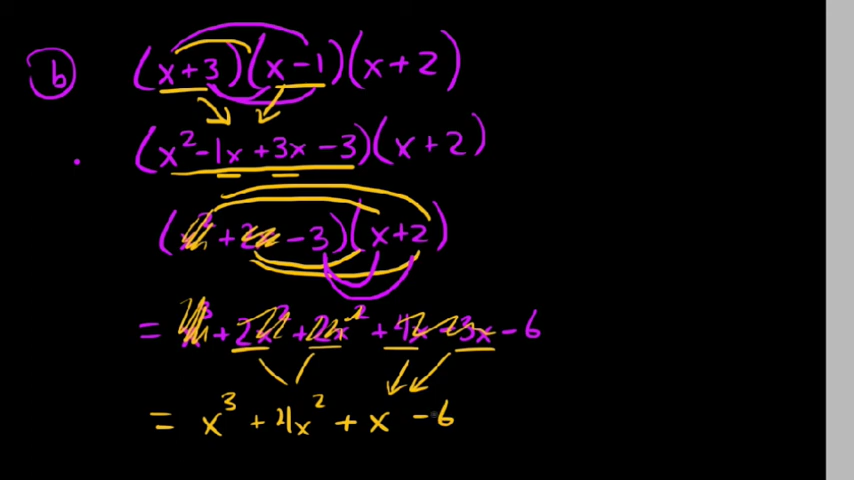 b (x+3)(x-1)(x+2)
(x²-1x+3x-3)(x+2)
(x²+2x-3)(x+2)
= x³+2x²+2x²+4x-3x-6
= x³+4x²+x-6